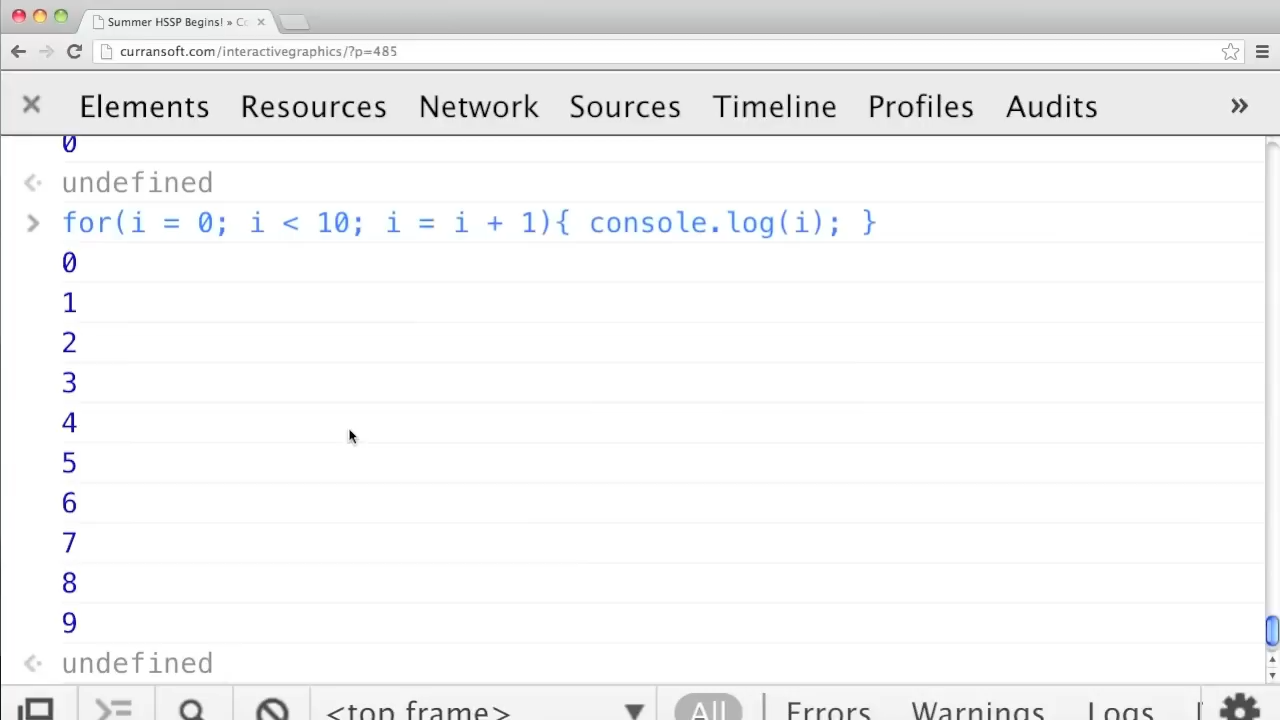 Summer HSSP Begins! » Co
curransoft.com/interactivegraphics/?p=485
Elements Resources Network Sources Timeline Profiles Audits »
0
undefined
for(i = 0; i < 10; i = i + 1){ console.log(i); }
0
1
2
3
4
5
6
7
8
9
undefined
<top frame> All Errors Warnings Logs